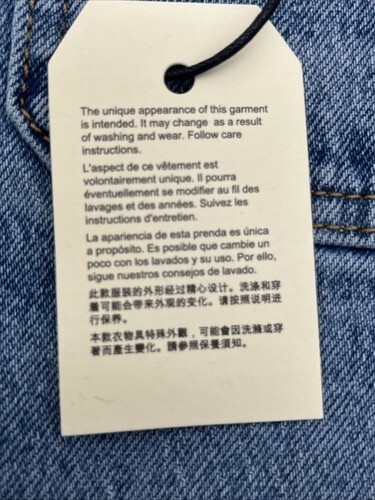 The unique appearance of this garment
is intended. It may change as a result
of washing and wear. Follow care
instructions.
L'aspect de ce vêtement est
volontairement unique. Il pourra
éventuellement se modifier au fil des
lavages et des années. Suivez les
instructions d'entretien.
La apariencia de esta prenda es única
a propósito. Es posible que cambie un
poco con los lavados y su uso. Por ello,
sigue nuestros consejos de lavado.
此款服装的外形经过精心设计。洗涤和穿
着可能会带来外观的变化。请按照说明进
行保养。
本款衣物具特殊外觀，可能會因洗滌或穿
著而產生變化。請參照保養須知。